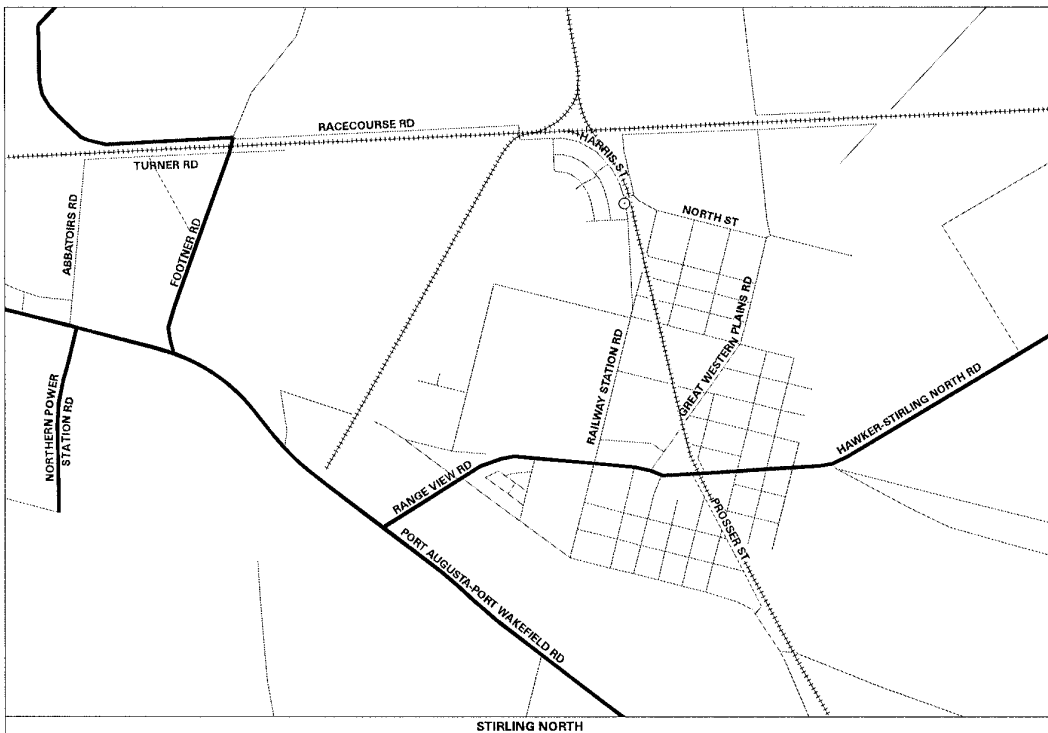 RACECOURSE RD
HARRIS ST
TURNER RD
ABBATOIRS RD
FOOTNER RD
NORTH ST
GREAT WESTERN PLAINS RD
RAILWAY STATION RD
NORTHERN POWER
STATION RD
HAWKER-STIRLING NORTH RD
RANGE VIEW RD
PROSSER ST
PORT AUGUSTA-PORT WAKEFIELD RD
STIRLING NORTH